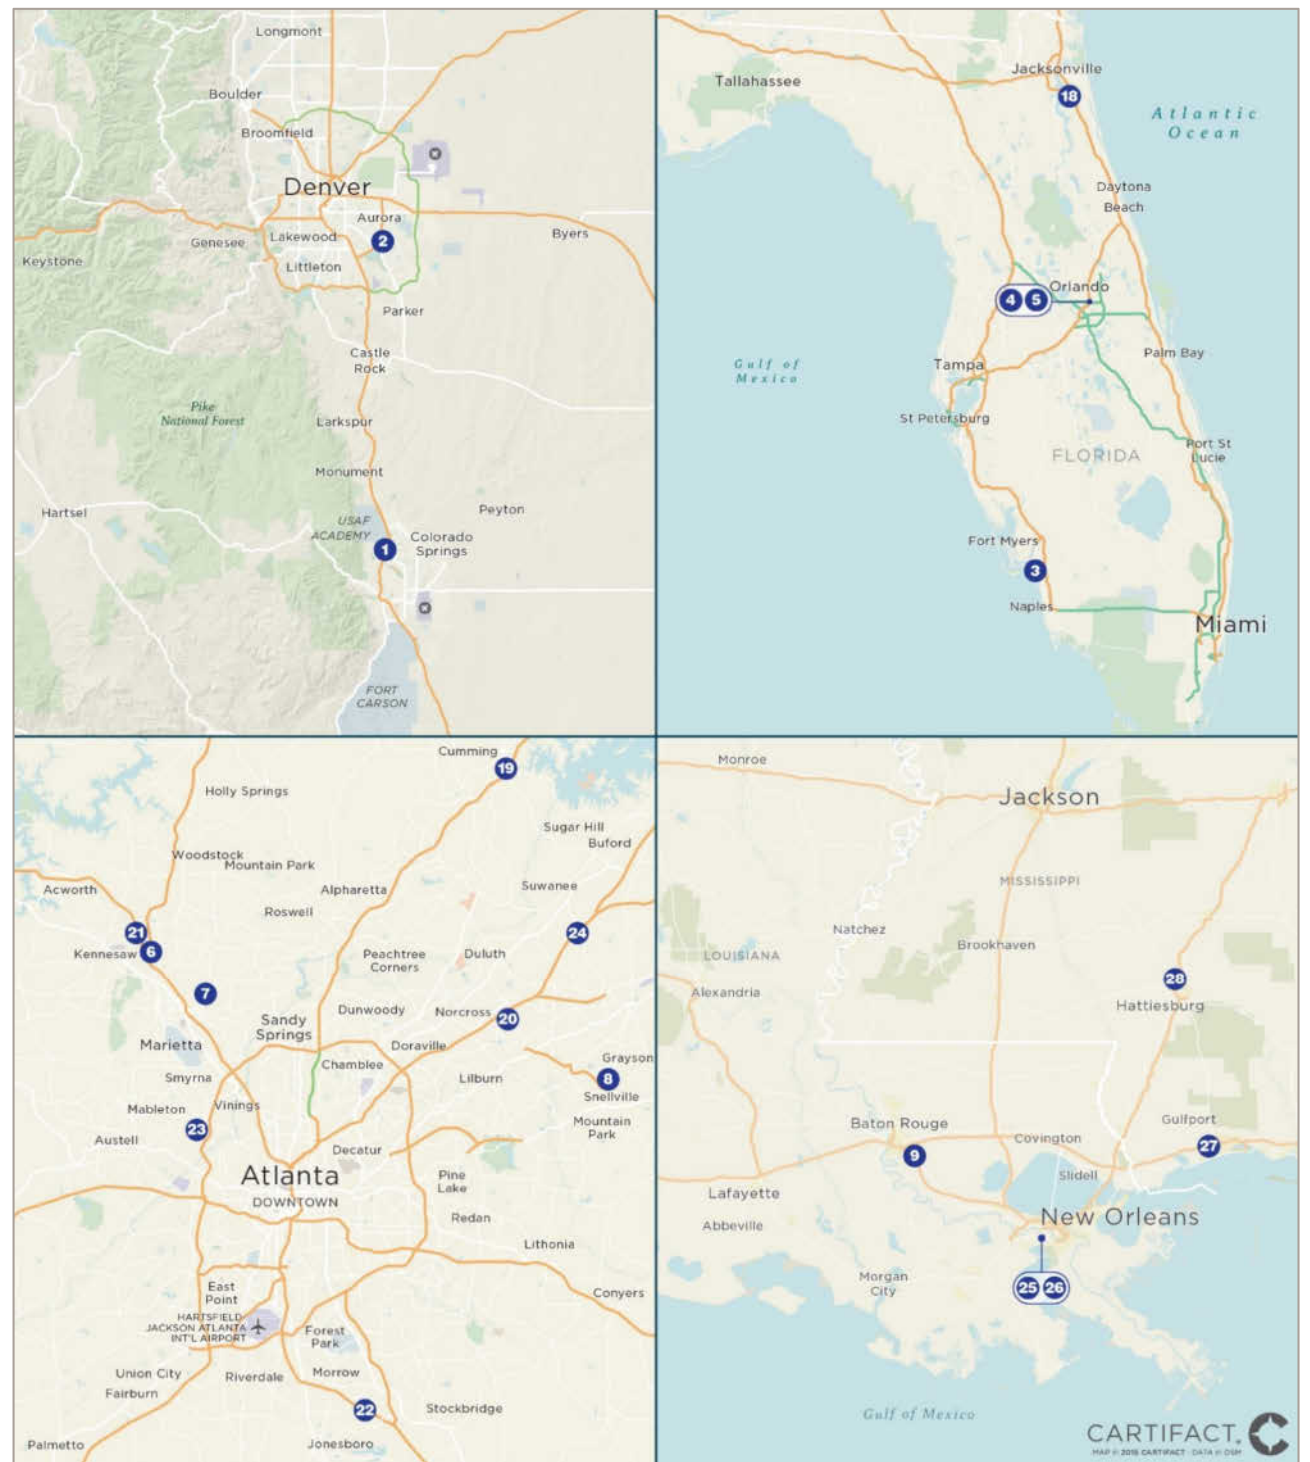 Longmont
Boulder
Broomfield
Denver
Aurora
2
Lakewood
Genesee
Byers
Keystone
Littleton
Parker
Castle
Rock
Pike
National Forest
Larkspur
Monument
Hartsel
Peyton
USAF
ACADEMY
1
Colorado
Springs
FORT
CARSON
Jacksonville
Tallahassee
18
Atlantic
Ocean
Daytona
Beach
Orlando
4 5
Gulf of
Mexico
Tampa
Palm Bay
St Petersburg
FLORIDA
Port St
Lucie
Fort Myers
3
Naples
Miami
Cumming
19
Holly Springs
Sugar Hill
Buford
Woodstock
Mountain Park
Acworth
Alpharetta
Suwanee
Roswell
21
24
Kennesaw
6
Peachtree
Corners
Duluth
7
Dunwoody
Norcross
20
Sandy
Springs
Marietta
Doraville
Chamblee
Grayson
Smyrna
Lilburn
8
Snellville
Mableton
Vinings
23
Mountain
Park
Austell
Decatur
Atlanta
DOWNTOWN
Pine
Lake
Redan
Lithonia
East
Point
Conyers
HARTSFIELD
JACKSON ATLANTA
INT'L AIRPORT
Forest
Park
Union City
Riverdale
Morrow
Fairburn
22
Stockbridge
Palmetto
Jonesboro
Monroe
Jackson
MISSISSIPPI
Natchez
Brookhaven
LOUISIANA
28
Alexandria
Hattiesburg
Baton Rouge
Gulfport
9
Covington
27
Slidell
Lafayette
New Orleans
Abbeville
Morgan
City
25 26
Gulf of Mexico
CARTIFACT.
MAP © 2016 CARTIFACT · DATA © OSM